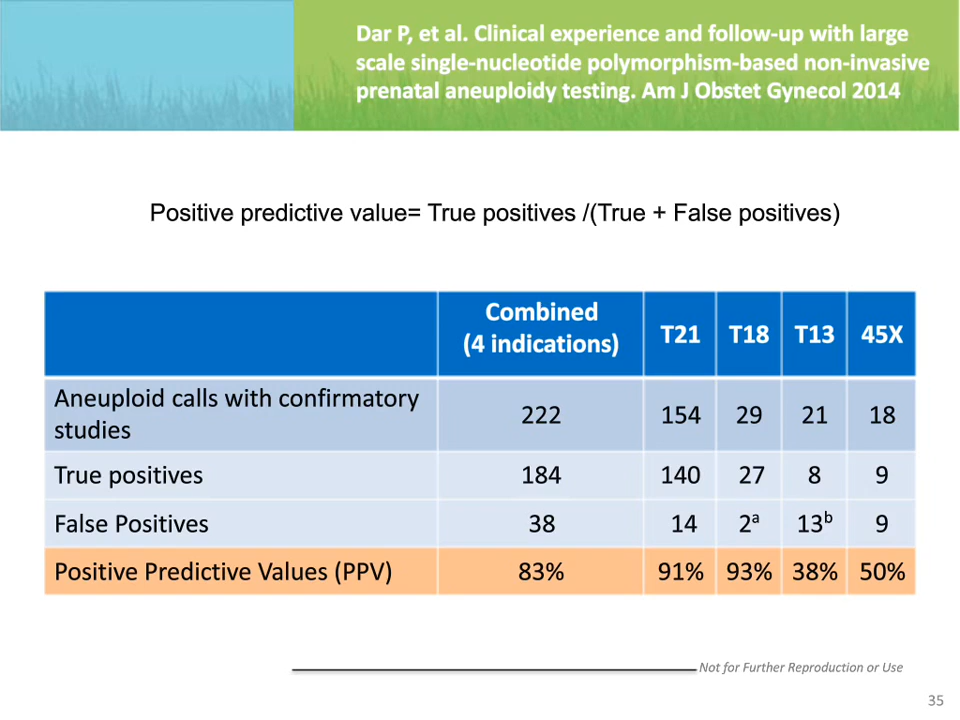 Dar P, et al. Clinical experience and follow-up with large
scale single-nucleotide polymorphism-based non-invasive
prenatal aneuploidy testing. Am J Obstet Gynecol 2014
Positive predictive value= True positives /(True + False positives)
Combined
(4 indications) T21 T18 T13 45X
Aneuploid calls with confirmatory
studies 222 154 29 21 18
True positives 184 140 27 8 9
False Positives 38 14 2ᵃ 13ᵇ 9
Positive Predictive Values (PPV) 83% 91% 93% 38% 50%
Not for Further Reproduction or Use
35